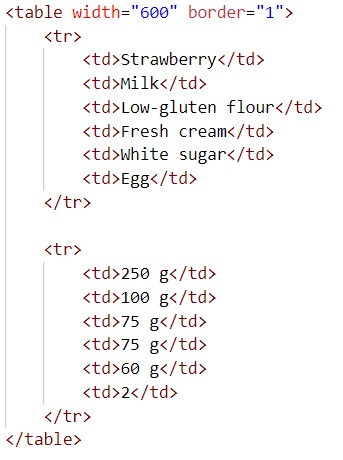 <table width="600" border="1">
<tr>
<td>Strawberry</td>
<td>Milk</td>
<td>Low-gluten flour</td>
<td>Fresh cream</td>
<td>White sugar</td>
<td>Egg</td>
</tr>
<tr>
<td>250 g</td>
<td>100 g</td>
<td>75 g</td>
<td>75 g</td>
<td>60 g</td>
<td>2</td>
</tr>
</table>